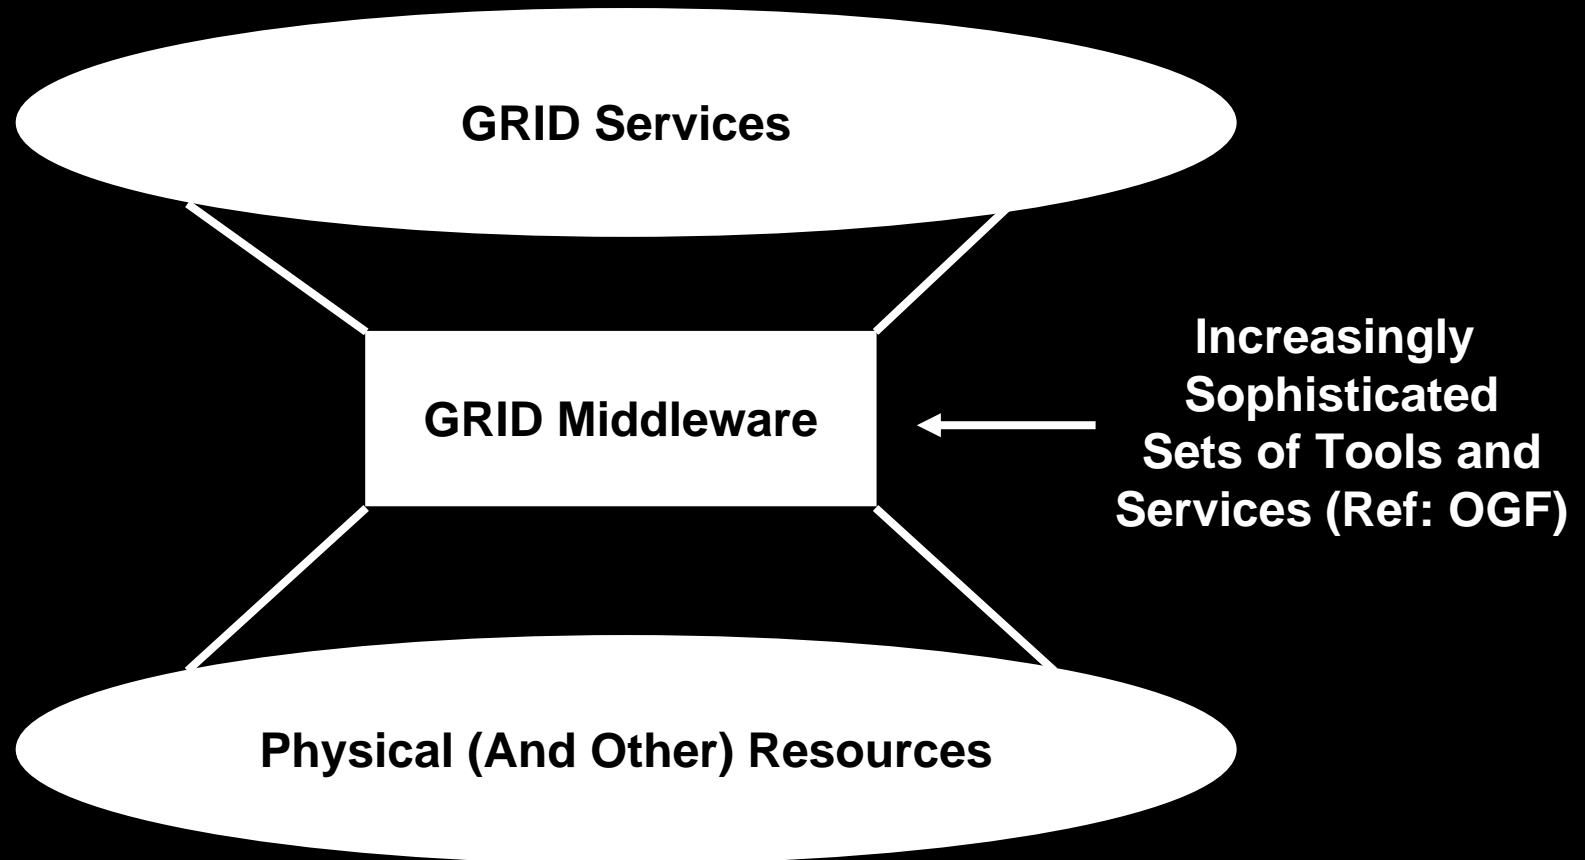 GRID Services
GRID Middleware
Increasingly
Sophisticated
Sets of Tools and
Services (Ref: OGF)
Physical (And Other) Resources